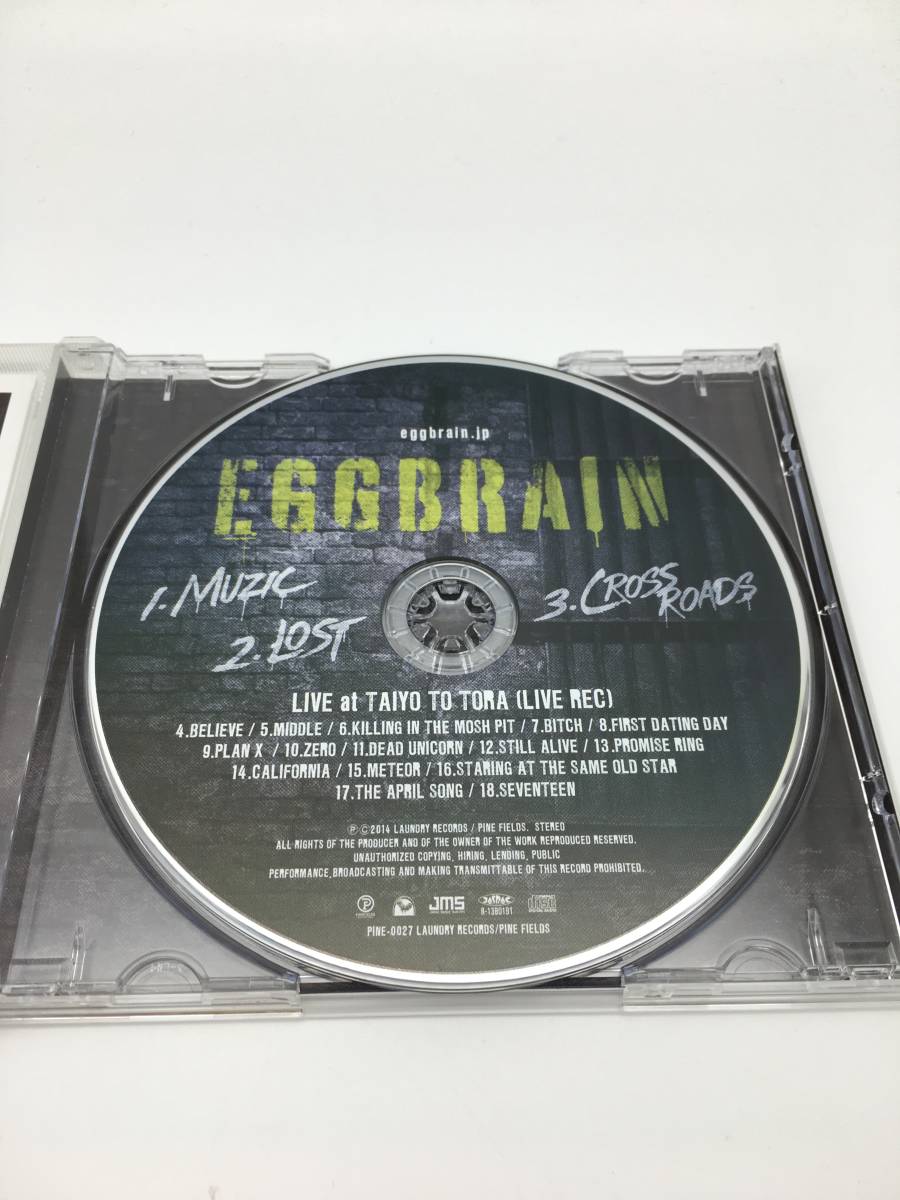 eggbrain.jp
EGGBRAIN
1. MUZIC
2. LOST
3. CROSS ROADS
LIVE at TAIYO TO TORA (LIVE REC)
4.BELIEVE / 5.MIDDLE / 6.KILLING IN THE MOSH PIT / 7.BITCH / 8.FIRST DATING DAY
9.PLAN X / 10.ZERO / 11.DEAD UNICORN / 12.STILL ALIVE / 13.PROMISE RING
14.CALIFORNIA / 15.METEOR / 16.STARING AT THE SAME OLD STAR
17.THE APRIL SONG / 18.SEVENTEEN
Ⓟ©2014 LAUNDRY RECORDS / PINE FIELDS. STEREO
ALL RIGHTS OF THE PRODUCER AND OF THE OWNER OF THE WORK REPRODUCED RESERVED.
UNAUTHORIZED COPYING, HIRING, LENDING, PUBLIC
PERFORMANCE,BROADCASTING AND MAKING TRANSMITTABLE OF THIS RECORD PROHIBITED.
JMS
JASRAC
R-1380181
disc
PINE-0027 LAUNDRY RECORDS/PINE FIELDS